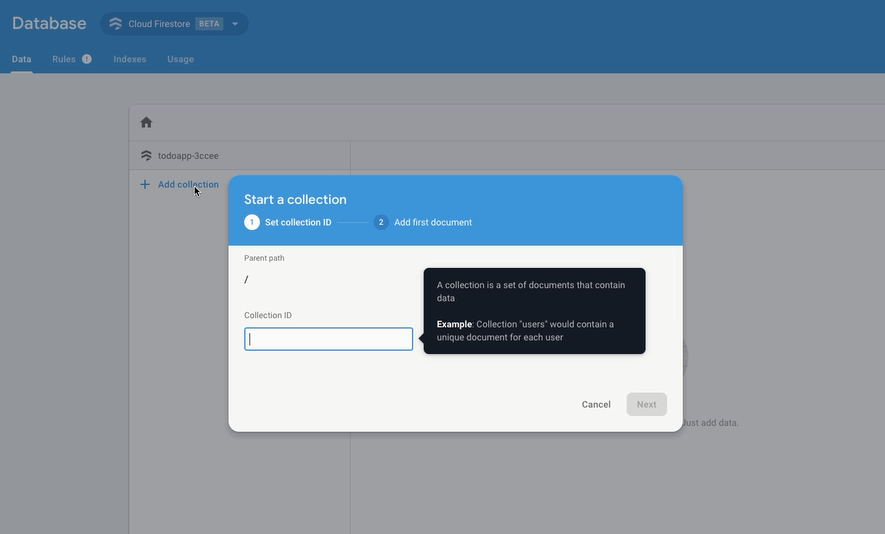 Database
Cloud Firestore BETA
Data Rules ! Indexes Usage
todoapp-3ccee
+ Add collection
Start a collection
1 Set collection ID 2 Add first document
Parent path
/
A collection is a set of documents that contain
data
Collection ID
Example: Collection "users" would contain a
unique document for each user
Cancel Next
Just add data.